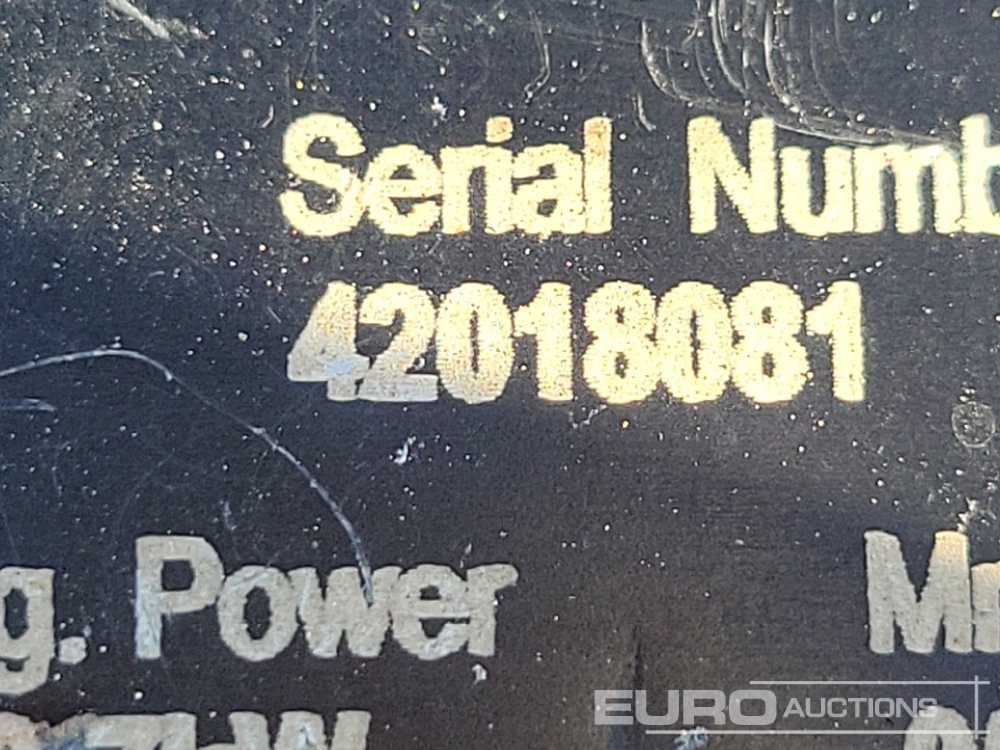 Serial Numb
42018081
g. Power
EURO AUCTIONS